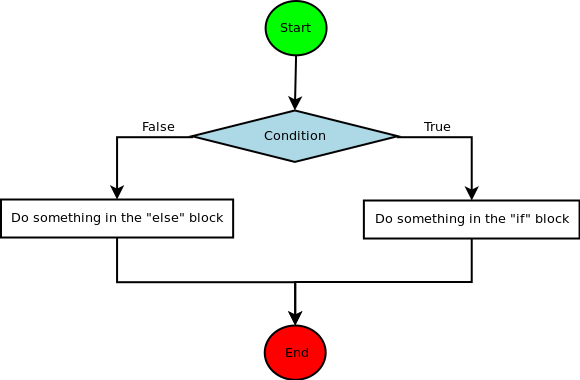 Start
False
True
Condition
Do something in the "else" block
Do something in the "if" block
End